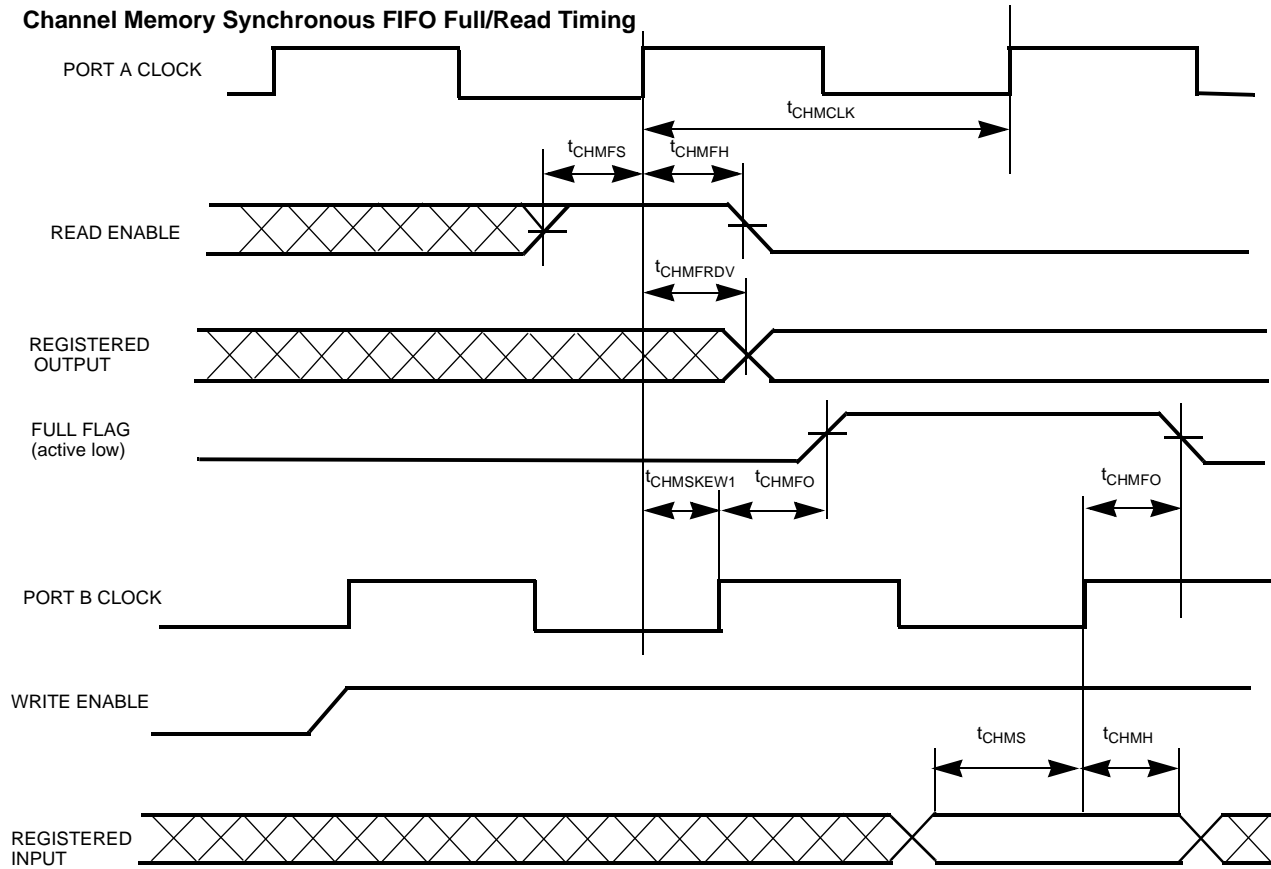 Channel Memory Synchronous FIFO Full/Read Timing
PORT A CLOCK
tCHMCLK
tCHMFS
tCHMFH
READ ENABLE
tCHMFRDV
REGISTERED
OUTPUT
FULL FLAG
(active low)
tCHMSKEW1
tCHMFO
tCHMFO
PORT B CLOCK
WRITE ENABLE
tCHMS
tCHMH
REGISTERED
INPUT